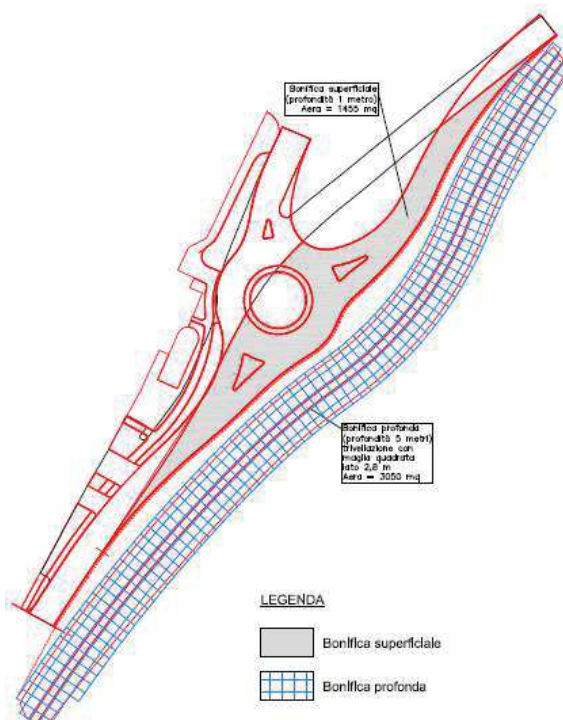 Bonifica superficiale
(profondità 1 metro)
Aera = 1455 mq
Bonifica profonda
(profondità 5 metri)
trivellazione con
maglia quadrata
lato 2,8 m
Aera = 3050 mq
LEGENDA
Bonifica superficiale
Bonifica profonda